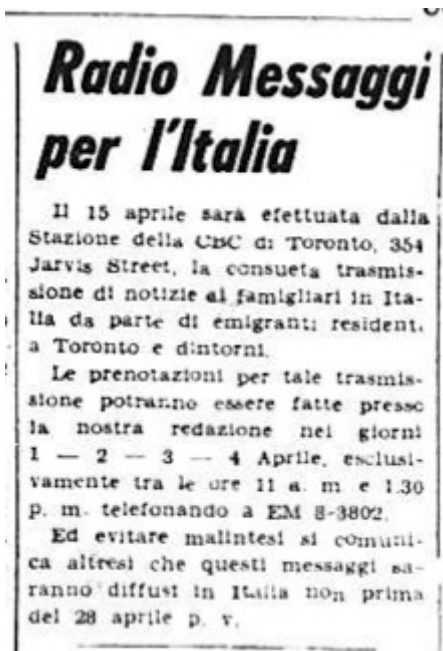 Radio Messaggi
per l'Italia
Il 15 aprile sarà efettuata dalla
Stazione della CBC di Toronto, 354
Jarvis Street, la consueta trasmis-
sione di notizie ai famigliari in Ita-
lia da parte di emigranti residenti
a Toronto e dintorni.
Le prenotazioni per tale trasmis-
sione potranno essere fatte presso
la nostra redazione nei giorni
1 — 2 — 3 — 4 Aprile, esclusi-
vamente tra le ore 11 a. m. e 1.30
p. m. telefonando a EM 8-3802.
Ed evitare malintesi si comuni-
ca altresì che questi messaggi sa-
ranno diffusi in Italia non prima
del 28 aprile p. v.